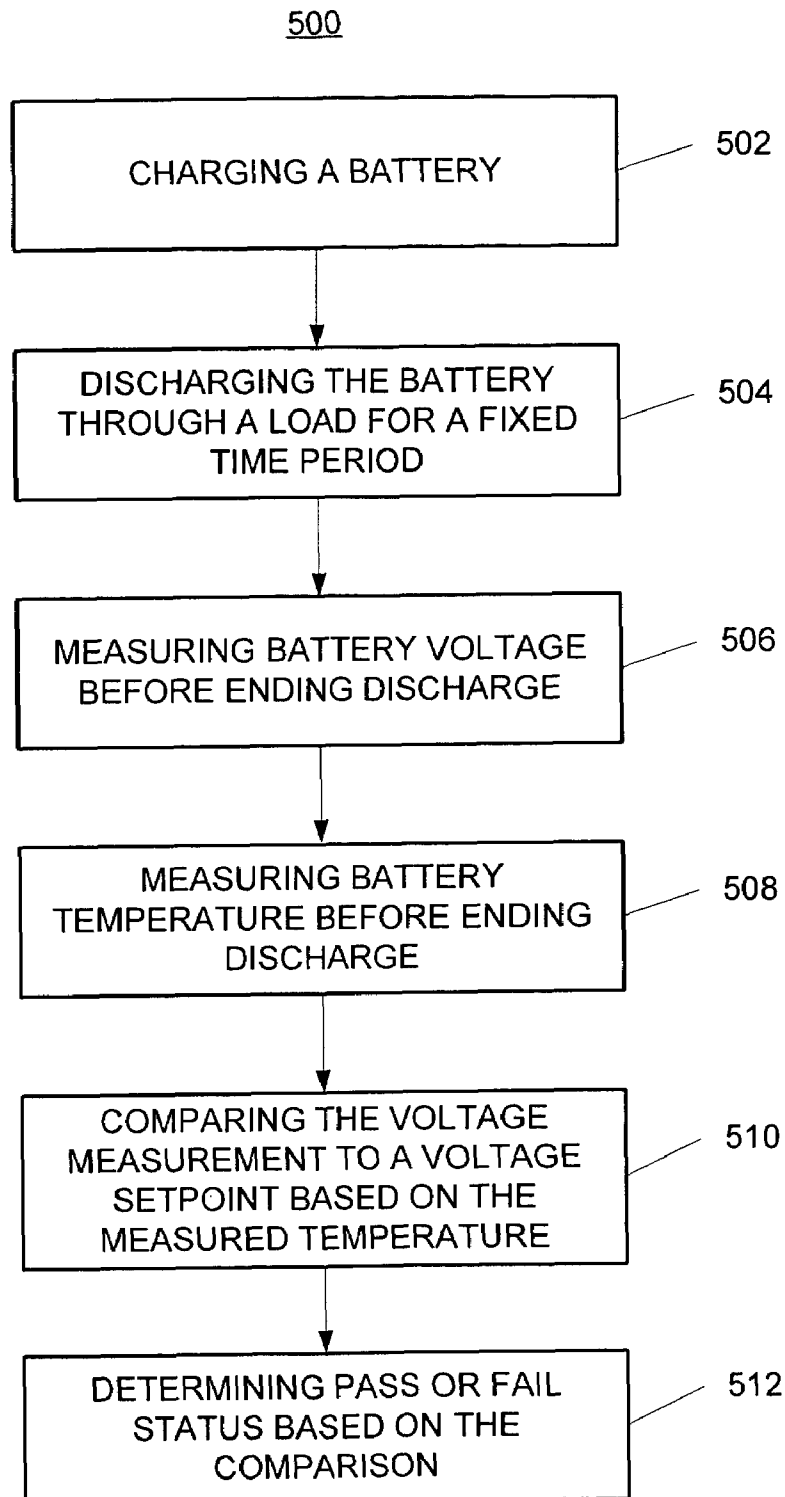 500
CHARGING A BATTERY
502
DISCHARGING THE BATTERY
THROUGH A LOAD FOR A FIXED
TIME PERIOD
504
MEASURING BATTERY VOLTAGE
BEFORE ENDING DISCHARGE
506
MEASURING BATTERY
TEMPERATURE BEFORE ENDING
DISCHARGE
508
COMPARING THE VOLTAGE
MEASUREMENT TO A VOLTAGE
SETPOINT BASED ON THE
MEASURED TEMPERATURE
510
DETERMINING PASS OR FAIL
STATUS BASED ON THE
COMPARISON
512